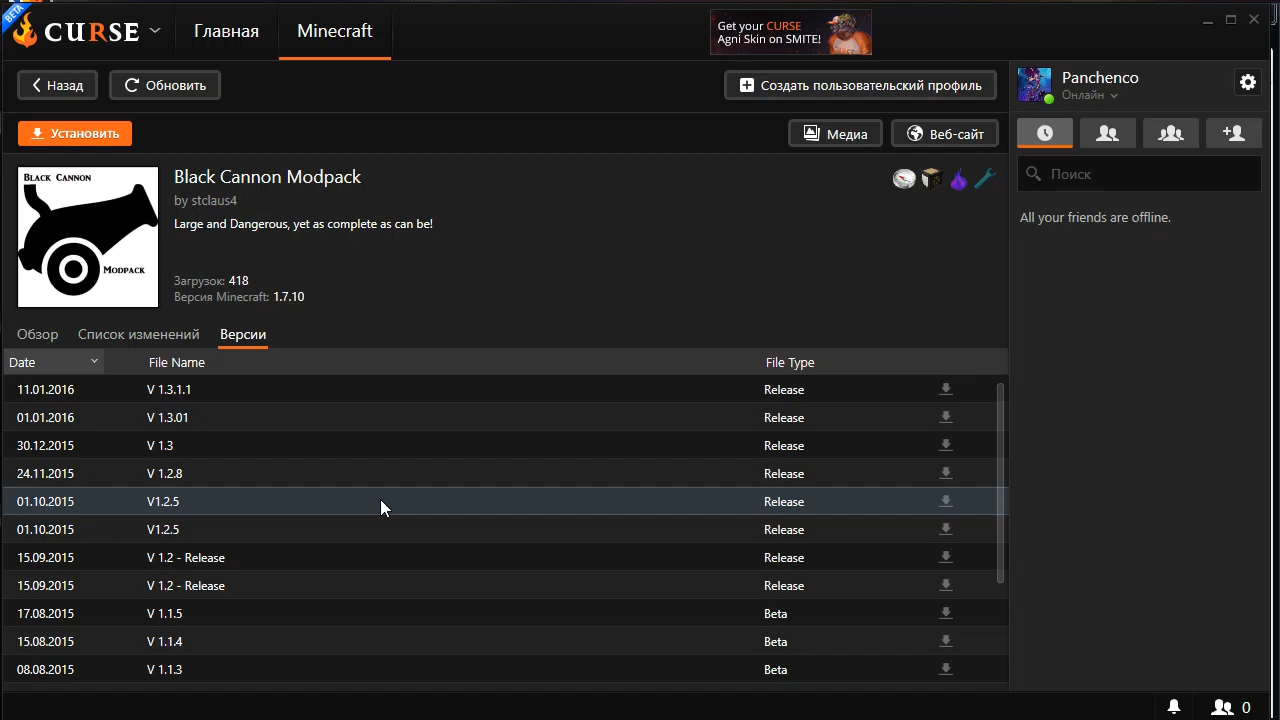 BETA
CURSE
Главная
Minecraft
Get your CURSE
Agni Skin on SMITE!
Назад
Обновить
Создать пользовательский профиль
Panchenco
Онлайн
Установить
Медиа
Веб-сайт
Поиск
All your friends are offline.
BLACK CANNON
MODPACK
Black Cannon Modpack
by stclaus4
Large and Dangerous, yet as complete as can be!
Загрузок: 418
Версия Minecraft: 1.7.10
Обзор Список изменений Версии
Date File Name File Type
11.01.2016 V 1.3.1.1 Release
01.01.2016 V 1.3.01 Release
30.12.2015 V 1.3 Release
24.11.2015 V 1.2.8 Release
01.10.2015 V1.2.5 Release
01.10.2015 V1.2.5 Release
15.09.2015 V 1.2 - Release Release
15.09.2015 V 1.2 - Release Release
17.08.2015 V 1.1.5 Beta
15.08.2015 V 1.1.4 Beta
08.08.2015 V 1.1.3 Beta
0